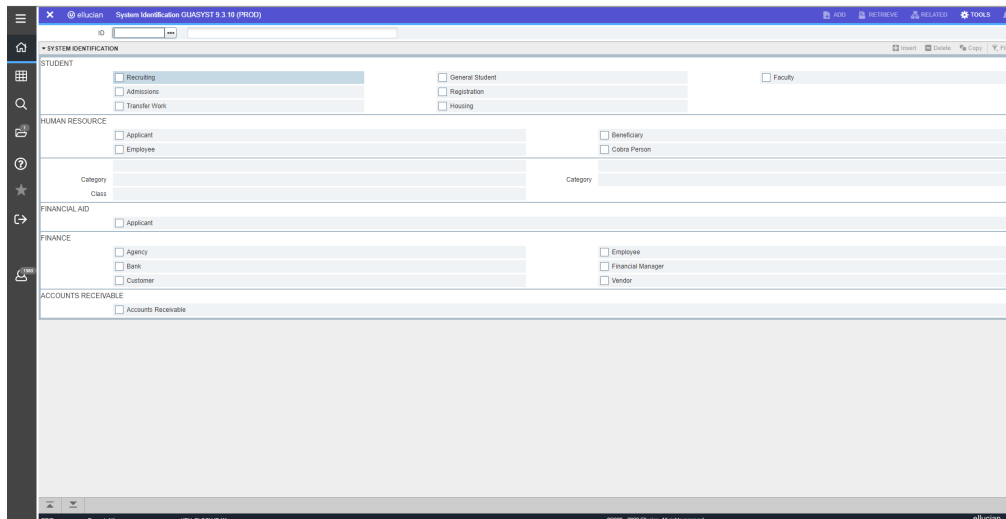 ellucian System Identification GUASYST 9.3.10 (PROD) ADD RETRIEVE RELATED TOOLS
ID ...
SYSTEM IDENTIFICATION Insert Delete Copy
STUDENT
Recruiting General Student Faculty
Admissions Registration
Transfer Work Housing
HUMAN RESOURCE
Applicant Beneficiary
Employee Cobra Person
Category Category
Class
FINANCIAL AID
Applicant
FINANCE
Agency Employee
Bank Financial Manager
Customer Vendor
ACCOUNTS RECEIVABLE
Accounts Receivable
ellucian